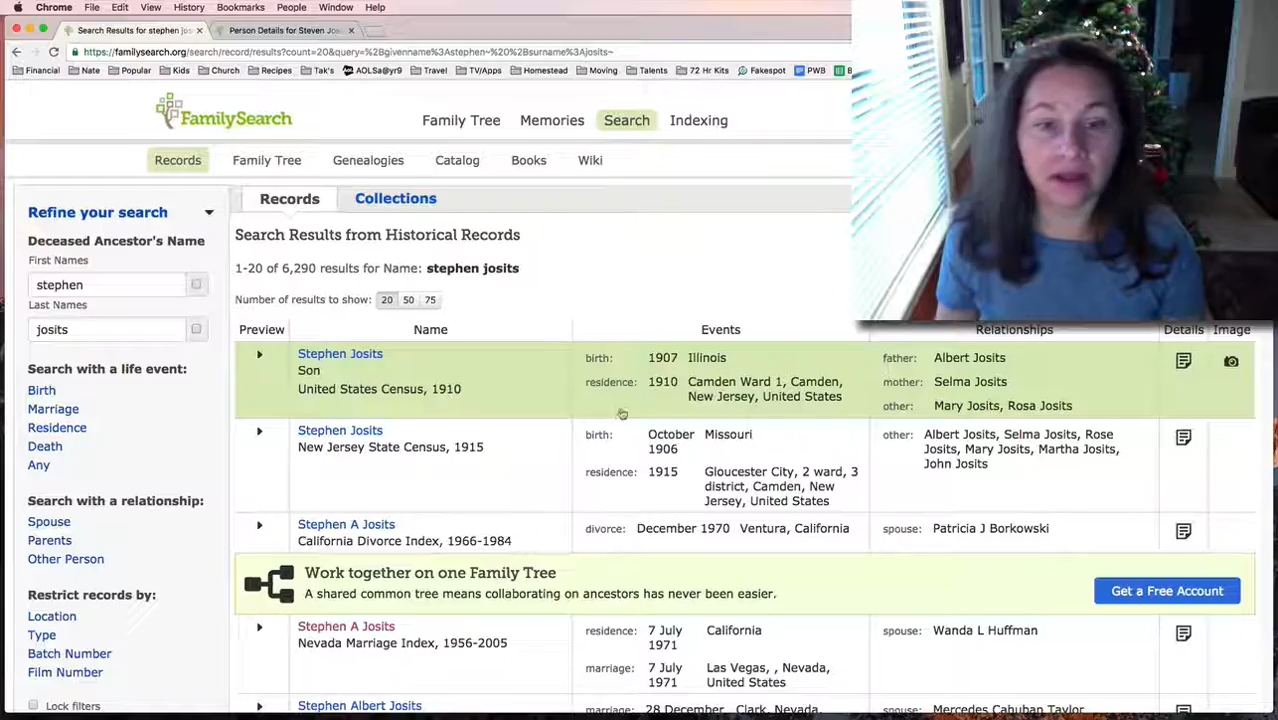 Chrome File Edit View History Bookmarks People Window Help
Search Results for stephen jos Person Details for Steven Jos
https://familysearch.org/search/record/results?count=20&query=%2Bgivenname%3Astephen~%20%2Bsurname%3Ajosits~
Financial Nate Popular Kids Church Recipes Tak's AOLSa@yr9 Travel TV/Apps Homestead Moving Talents 72 Hr Kits Fakespot PWB
FamilySearch
Family Tree Memories Search Indexing
Records Family Tree Genealogies Catalog Books Wiki
Refine your search
Deceased Ancestor's Name
First Names
stephen
Last Names
josits
Search with a life event:
Birth
Marriage
Residence
Death
Any
Search with a relationship:
Spouse
Parents
Other Person
Restrict records by:
Location
Type
Batch Number
Film Number
Lock filters
Records Collections
Search Results from Historical Records
1-20 of 6,290 results for Name: stephen josits
Number of results to show: 20 50 75
Preview Name Events Relationships Details Image
Stephen Josits birth: 1907 Illinois father: Albert Josits
Son
United States Census, 1910 residence: 1910 Camden Ward 1, Camden, mother: Selma Josits
New Jersey, United States
other: Mary Josits, Rosa Josits
Stephen Josits birth: October Missouri other: Albert Josits, Selma Josits, Rose
New Jersey State Census, 1915 1906 Josits, Mary Josits, Martha Josits,
John Josits
residence: 1915 Gloucester City, 2 ward, 3
district, Camden, New
Jersey, United States
Stephen A Josits divorce: December 1970 Ventura, California spouse: Patricia J Borkowski
California Divorce Index, 1966-1984
Work together on one Family Tree
A shared common tree means collaborating on ancestors has never been easier.
Get a Free Account
Stephen A Josits residence: 7 July California spouse: Wanda L Huffman
Nevada Marriage Index, 1956-2005 1971
marriage: 7 July Las Vegas, , Nevada,
1971 United States
Stephen Albert Josits marriage: 28 December Clark, Nevada, spouse: Mercedes Cahuban Taylor